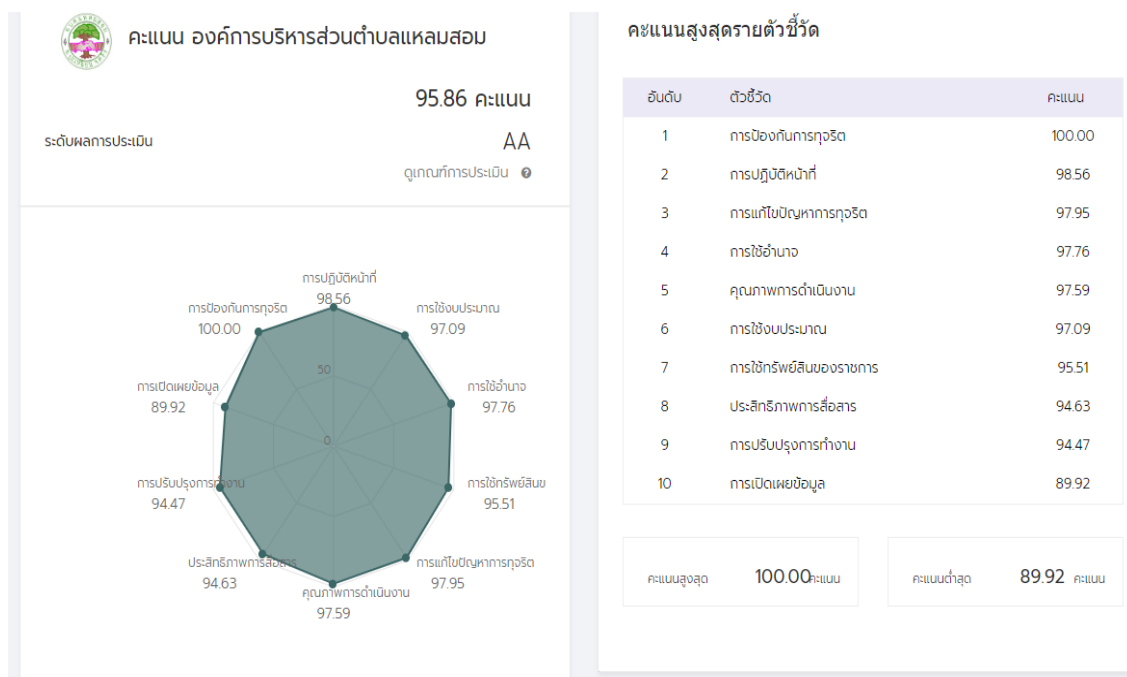 คะแนน องค์การบริหารส่วนตำบลแหลมสอม
95.86 คะแนน
ระดับผลการประเมิน AA
ดูเกณฑ์การประเมิน
การปฏิบัติหน้าที่
98.56
การป้องกันการทุจริต
100.00
การใช้งบประมาณ
97.09
50
การเปิดเผยข้อมูล
89.92
การใช้อำนาจ
97.76
0
การปรับปรุงการทำงาน
94.47
การใช้ทรัพย์สินข
95.51
ประสิทธิภาพการสื่อสาร
94.63
การแก้ไขปัญหาการทุจริต
97.95
คุณภาพการดำเนินงาน
97.59
คะแนนสูงสุดรายตัวชี้วัด
อันดับ ตัวชี้วัด คะแนน
1 การป้องกันการทุจริต 100.00
2 การปฏิบัติหน้าที่ 98.56
3 การแก้ไขปัญหาการทุจริต 97.95
4 การใช้อำนาจ 97.76
5 คุณภาพการดำเนินงาน 97.59
6 การใช้งบประมาณ 97.09
7 การใช้ทรัพย์สินของราชการ 95.51
8 ประสิทธิภาพการสื่อสาร 94.63
9 การปรับปรุงการทำงาน 94.47
10 การเปิดเผยข้อมูล 89.92
คะแนนสูงสุด 100.00 คะแนน คะแนนต่ำสุด 89.92 คะแนน